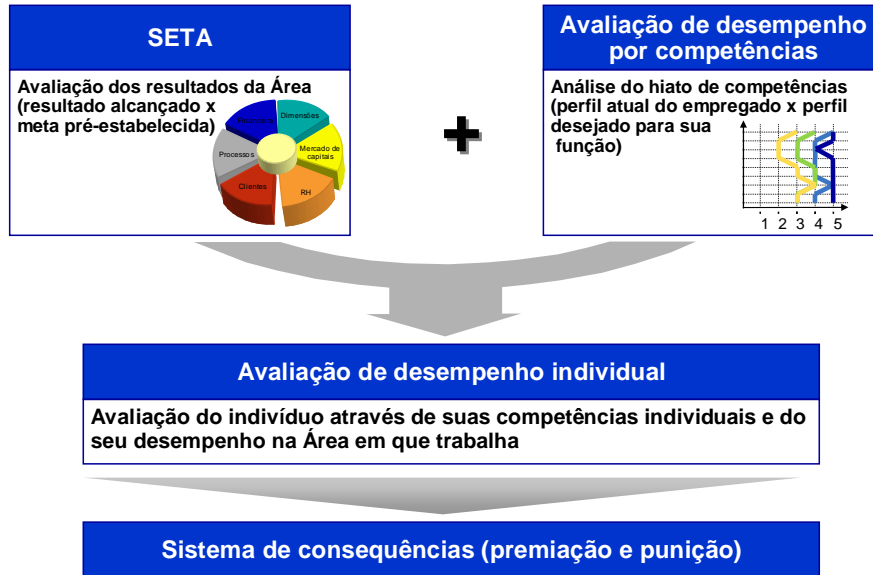 SETA
Avaliação dos resultados da Área
(resultado alcançado x
meta pré-estabelecida)
Dimensões
Mercado de
capitais
RH
Clientes
Processos
Avaliação de desempenho
por competências
Análise do hiato de competências
(perfil atual do empregado x perfil
desejado para sua
função)
1 2 3 4 5
Avaliação de desempenho individual
Avaliação do indivíduo através de suas competências individuais e do
seu desempenho na Área em que trabalha
Sistema de consequências (premiação e punição)